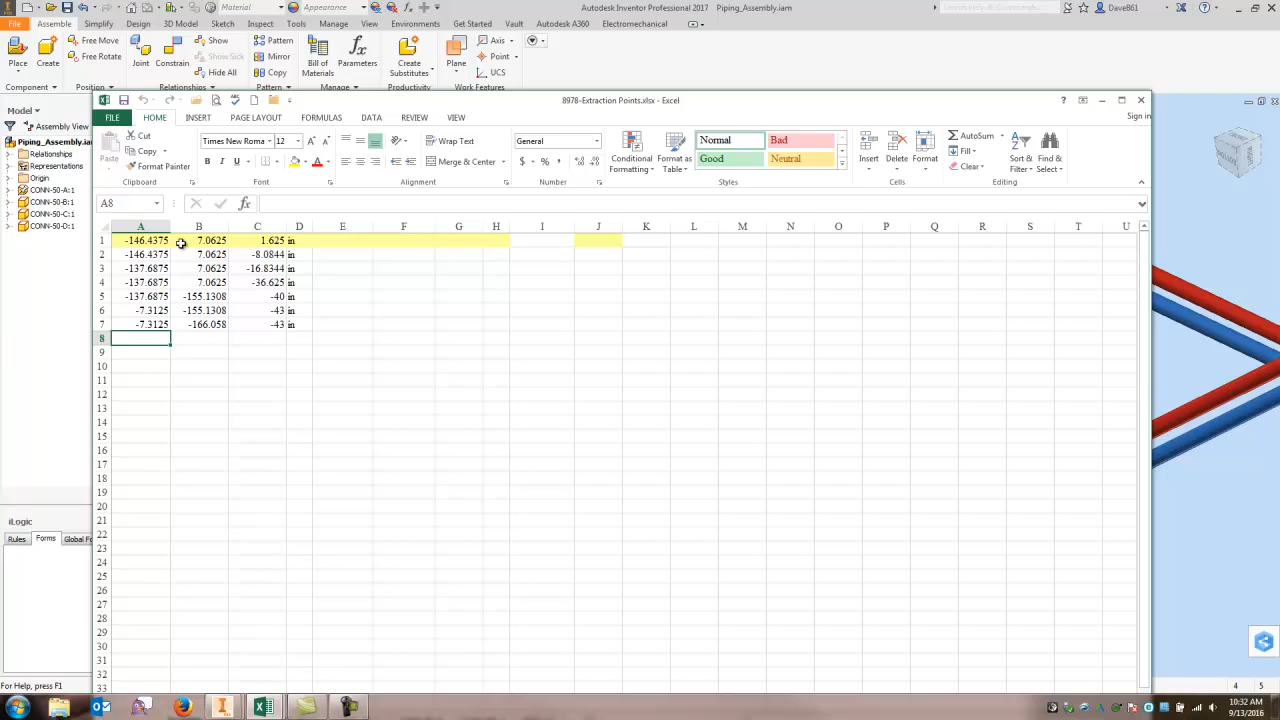 Material
Appearance
Autodesk Inventor Professional 2017 Piping_Assembly.iam
DaveB61
File Assemble Simplify Design 3D Model Sketch Inspect Tools Manage View Environments Get Started Vault Autodesk A360 Electromechanical
Place Create
Free Move
Free Rotate
Joint Constrain
Show
Show Sick
Hide All
Pattern
Mirror
Copy
Bill of Materials
Parameters
Create Substitutes
Plane
Axis
Point
UCS
Component Position Relationships Pattern Manage Productivity Work Features
Model
Assembly View
Piping_Assembly.iam
Relationships
Representations
Origin
CONN-50-A:1
CONN-50-B:1
CONN-50-C:1
CONN-50-D:1
iLogic
Rules Forms Global Fo
For Help, press F1
8978-Extraction Points.xlsx - Excel
FILE HOME INSERT PAGE LAYOUT FORMULAS DATA REVIEW VIEW Sign in
Paste
Cut
Copy
Format Painter
Times New Roma 12
B I U
A A
Wrap Text
Merge & Center
General
$ % ,
Conditional Formatting
Format as Table
Normal Bad
Good Neutral
Insert Delete Format
AutoSum
Fill
Clear
Sort & Filter
Find & Select
Clipboard Font Alignment Number Styles Cells Editing
A8 fx
A B C D E F G H I J K L M N O P Q R S T U
1 -146.4375 7.0625 1.625 in
2 -146.4375 7.0625 -8.0844 in
3 -137.6875 7.0625 -16.8344 in
4 -137.6875 7.0625 -36.625 in
5 -137.6875 -155.1308 -40 in
6 -7.3125 -155.1308 -43 in
7 -7.3125 -166.058 -43 in
8
9
10
11
12
13
14
15
16
17
18
19
20
21
22
23
24
25
26
27
28
29
30
31
32
33
4 5
10:32 AM
9/13/2016